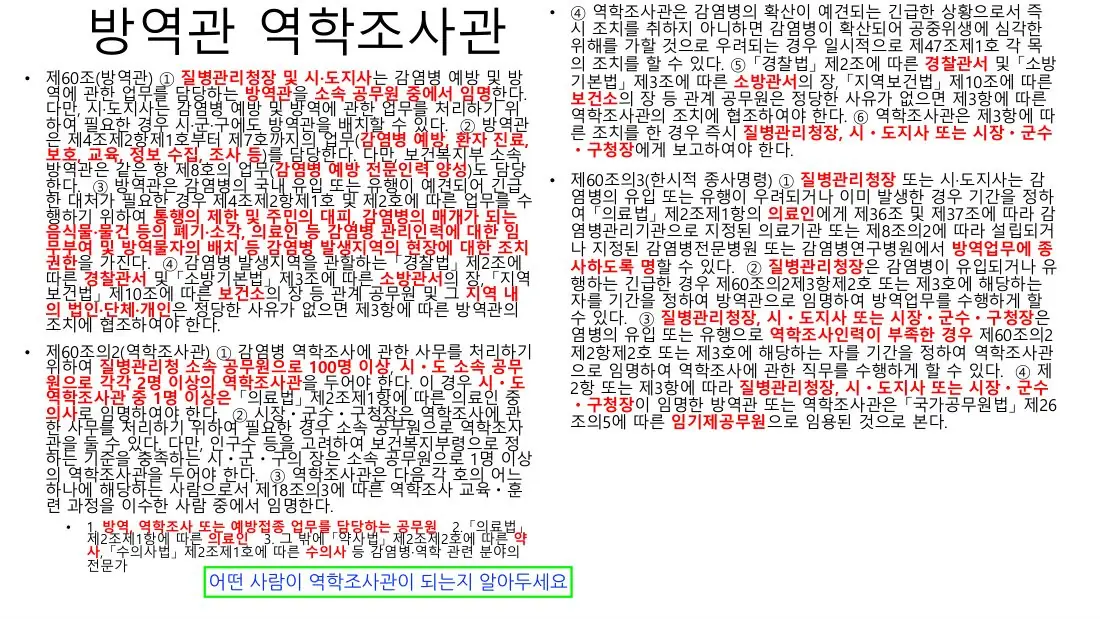 방역관 역학조사관
• 제60조(방역관) ① 질병관리청장 및 시·도지사는 감염병 예방 및 방
역에 관한 업무를 담당하는 방역관을 소속 공무원 중에서 임명한다.
다만, 시·도지사는 감염병 예방 및 방역에 관한 업무를 처리하기 위
하여 필요한 경우 시·군·구에도 방역관을 배치할 수 있다. ② 방역관
은 제4조제2항제1호부터 제7호까지의 업무(감염병 예방, 환자 진료,
보호, 교육, 정보 수집, 조사 등)를 담당한다. 다만, 보건복지부 소속
방역관은 같은 항 제8호의 업무(감염병 예방 전문인력 양성)도 담당
한다. ③ 방역관은 감염병의 국내 유입 또는 유행이 예견되어 긴급
한 대처가 필요한 경우 제4조제2항제1호 및 제2호에 따른 업무를 수
행하기 위하여 통행의 제한 및 주민의 대피, 감염병의 매개가 되는
음식물·물건 등의 폐기·소각, 의료인 등 감염병 관리인력에 대한 임
무부여 및 방역물자의 배치 등 감염병 발생지역의 현장에 대한 조치
권한을 가진다. ④ 감염병 발생지역을 관할하는 「경찰법」 제2조에
따른 경찰관서 및 「소방기본법」 제3조에 따른 소방관서의 장, 「지역
보건법」 제10조에 따른 보건소의 장 등 관계 공무원 및 그 지역 내
의 법인·단체·개인은 정당한 사유가 없으면 제3항에 따른 방역관의
조치에 협조하여야 한다.
• 제60조의2(역학조사관) ① 감염병 역학조사에 관한 사무를 처리하기
위하여 질병관리청 소속 공무원으로 100명 이상, 시·도 소속 공무
원으로 각각 2명 이상의 역학조사관을 두어야 한다. 이 경우 시·도
역학조사관 중 1명 이상은 「의료법」 제2조제1항에 따른 의료인 중
의사로 임명하여야 한다. ② 시장·군수·구청장은 역학조사에 관
한 사무를 처리하기 위하여 필요한 경우 소속 공무원으로 역학조사
관을 둘 수 있다. 다만, 인구수 등을 고려하여 보건복지부령으로 정
하는 기준을 충족하는 시·군·구의 장은 소속 공무원으로 1명 이상
의 역학조사관을 두어야 한다. ③ 역학조사관은 다음 각 호의 어느
하나에 해당하는 사람으로서 제18조의3에 따른 역학조사 교육·훈
련 과정을 이수한 사람 중에서 임명한다.
• 1. 방역, 역학조사 또는 예방접종 업무를 담당하는 공무원 2.「의료법」
제2조제1항에 따른 의료인 3. 그 밖에 「약사법」 제2조제2호에 따른 약
사, 「수의사법」 제2조제1호에 따른 수의사 등 감염병·역학 관련 분야의
전문가
어떤 사람이 역학조사관이 되는지 알아두세요
• ④ 역학조사관은 감염병의 확산이 예견되는 긴급한 상황으로서 즉
시 조치를 취하지 아니하면 감염병이 확산되어 공중위생에 심각한
위해를 가할 것으로 우려되는 경우 일시적으로 제47조제1호 각 목
의 조치를 할 수 있다. ⑤「경찰법」 제2조에 따른 경찰관서 및 「소방
기본법」 제3조에 따른 소방관서의 장, 「지역보건법」 제10조에 따른
보건소의 장 등 관계 공무원은 정당한 사유가 없으면 제3항에 따른
역학조사관의 조치에 협조하여야 한다. ⑥ 역학조사관은 제3항에 따
른 조치를 한 경우 즉시 질병관리청장, 시·도지사 또는 시장·군수
·구청장에게 보고하여야 한다.
• 제60조의3(한시적 종사명령) ① 질병관리청장 또는 시·도지사는 감
염병의 유입 또는 유행이 우려되거나 이미 발생한 경우 기간을 정하
여 「의료법」 제2조제1항의 의료인에게 제36조 및 제37조에 따라 감
염병관리기관으로 지정된 의료기관 또는 제8조의2에 따라 설립되거
나 지정된 감염병전문병원 또는 감염병연구병원에서 방역업무에 종
사하도록 명할 수 있다. ② 질병관리청장은 감염병이 유입되거나 유
행하는 긴급한 경우 제60조의2제3항제2호 또는 제3호에 해당하는
자를 기간을 정하여 방역관으로 임명하여 방역업무를 수행하게 할
수 있다. ③ 질병관리청장, 시·도지사 또는 시장·군수·구청장은
염병의 유입 또는 유행으로 역학조사인력이 부족한 경우 제60조의2
제2항제2호 또는 제3호에 해당하는 자를 기간을 정하여 역학조사관
으로 임명하여 역학조사에 관한 직무를 수행하게 할 수 있다. ④ 제
2항 또는 제3항에 따라 질병관리청장, 시·도지사 또는 시장·군수
·구청장이 임명한 방역관 또는 역학조사관은 「국가공무원법」 제26
조의5에 따른 임기제공무원으로 임용된 것으로 본다.